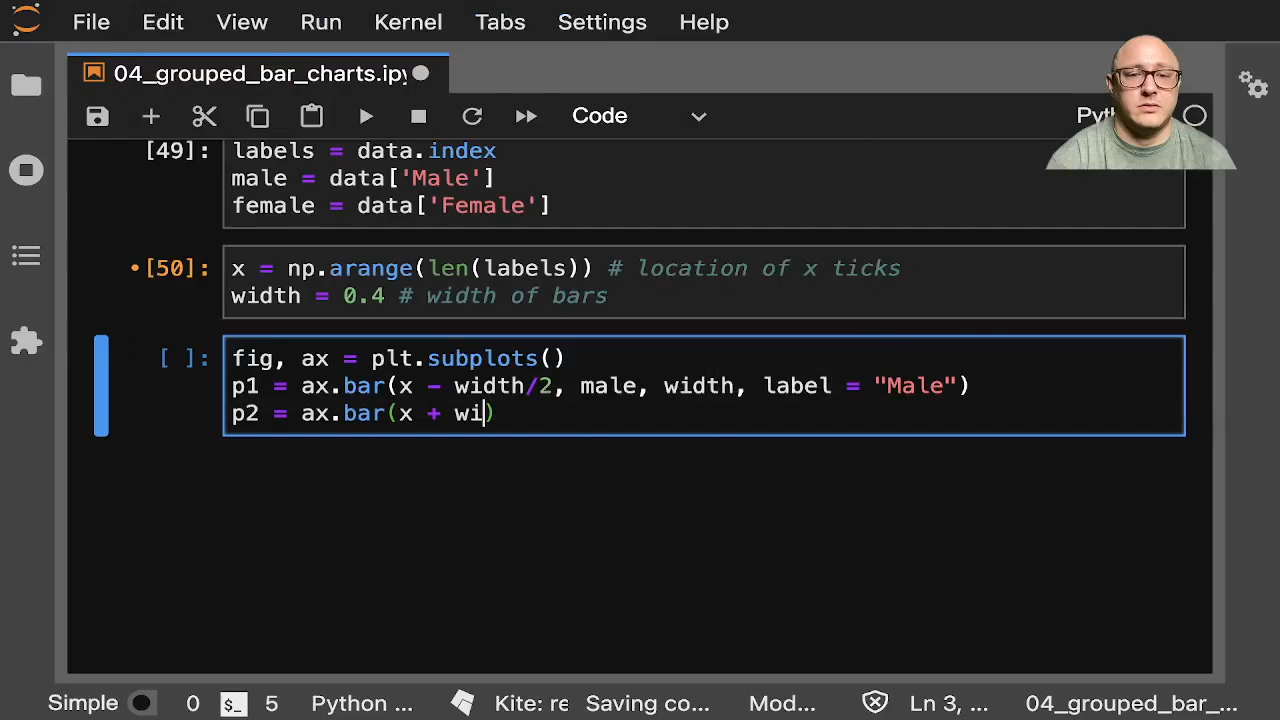 File Edit View Run Kernel Tabs Settings Help
04_grouped_bar_charts.ipy
Code
[49]: labels = data.index
male = data['Male']
female = data['Female']
[50]: x = np.arange(len(labels)) # location of x ticks
width = 0.4 # width of bars
[ ]: fig, ax = plt.subplots()
p1 = ax.bar(x - width/2, male, width, label = "Male")
p2 = ax.bar(x + wi)
Simple 0 $_ 5 Python ... Kite: re Saving co... Mod... Ln 3, ... 04_grouped_bar_...